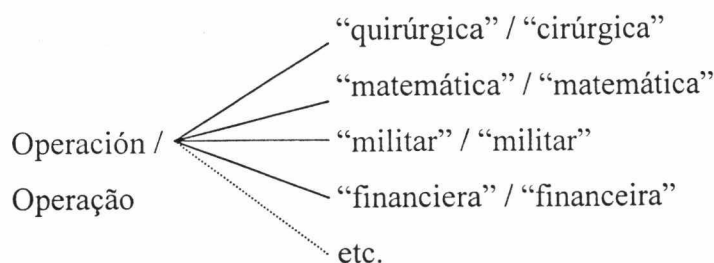 “quirúrgica” / “cirúrgica”
“matemática” / “matemática”
Operación /
“militar” / “militar”
Operação
“financiera” / “financeira”
etc.